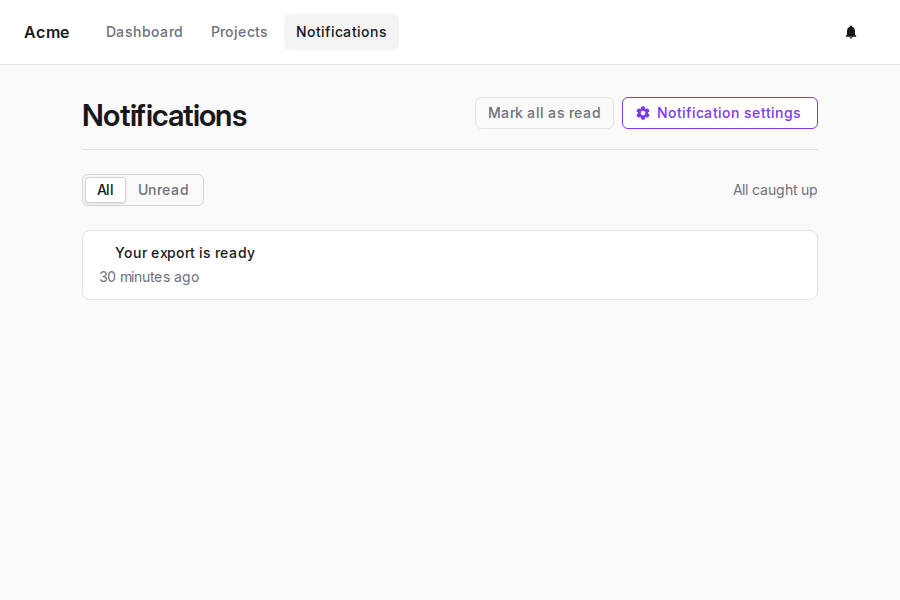 Acme Dashboard Projects Notifications
Notifications
Mark all as read Notification settings
All Unread
All caught up
Your export is ready
30 minutes ago